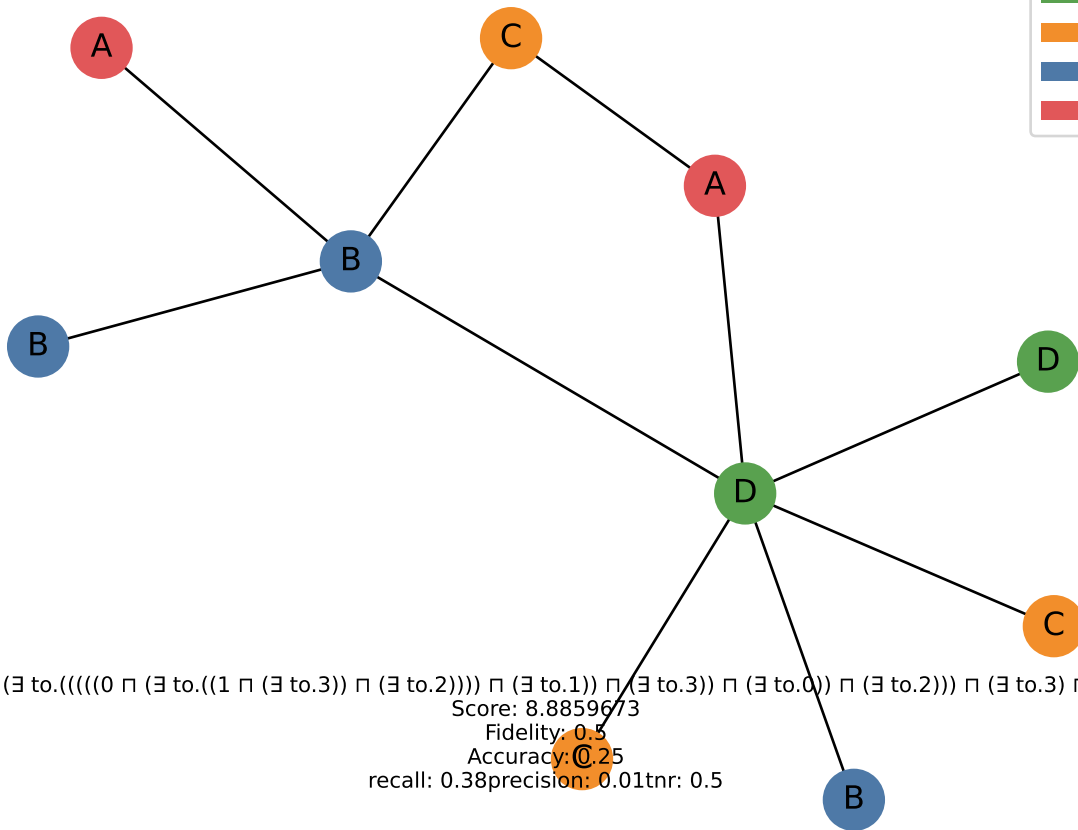 A
C
A
B
B
D
D
C
(∃ to.(((((0 ⊓ (∃ to.((1 ⊓ (∃ to.3)) ⊓ (∃ to.2)))) ⊓ (∃ to.1)) ⊓ (∃ to.3)) ⊓ (∃ to.0)) ⊓ (∃ to.2))) ⊓ (∃ to.3) ⊓
Score: 8.8859673
Fidelity: 0.5
Accuracy: 0.25
C
recall: 0.38precision: 0.01tnr: 0.5
B